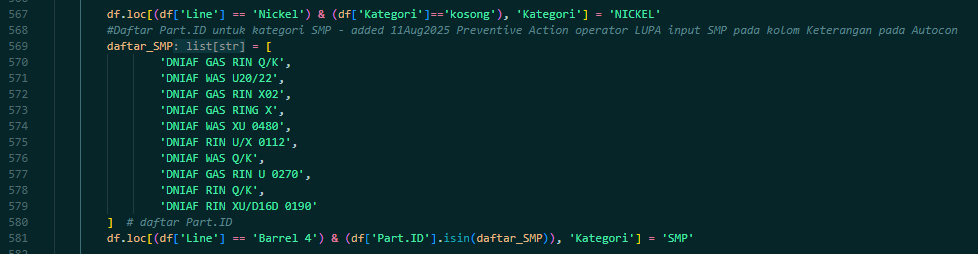 567 df.loc[(df['Line'] == 'Nickel') & (df['Kategori']=='kosong'), 'Kategori'] = 'NICKEL'
568 #Daftar Part.ID untuk kategori SMP - added 11Aug2025 Preventive Action operator LUPA input SMP pada kolom Keterangan pada Autocon
569 daftar_SMP: list[str] = [
570 'DNIAF GAS RIN Q/K',
571 'DNIAF WAS U20/22',
572 'DNIAF GAS RIN X02',
573 'DNIAF GAS RING X',
574 'DNIAF WAS XU 0480',
575 'DNIAF RIN U/X 0112',
576 'DNIAF WAS Q/K',
577 'DNIAF GAS RIN U 0270',
578 'DNIAF RIN Q/K',
579 'DNIAF RIN XU/D16D 0190'
580 ] # daftar Part.ID
581 df.loc[(df['Line'] == 'Barrel 4') & (df['Part.ID'].isin(daftar_SMP)), 'Kategori'] = 'SMP'